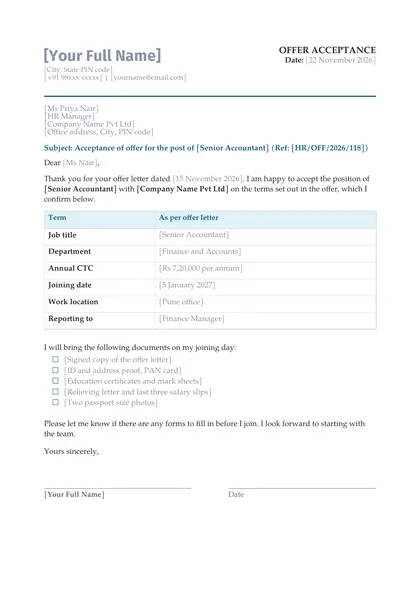 [Your Full Name]
OFFER ACCEPTANCE
Date: [22 November 2026]
[City, State PIN code]
[+91 98xxx xxxxx] | [yourname@email.com]
[Ms Priya Nair]
[HR Manager]
[Company Name Pvt Ltd]
[Office address, City, PIN code]
Subject: Acceptance of offer for the post of [Senior Accountant] (Ref: [HR/OFF/2026/118])
Dear [Ms Nair],
Thank you for your offer letter dated [15 November 2026]. I am happy to accept the position of
[Senior Accountant] with [Company Name Pvt Ltd] on the terms set out in the offer, which I
confirm below.
Term As per offer letter
Job title [Senior Accountant]
Department [Finance and Accounts]
Annual CTC [Rs 7,20,000 per annum]
Joining date [5 January 2027]
Work location [Pune office]
Reporting to [Finance Manager]
I will bring the following documents on my joining day:
[Signed copy of the offer letter]
[ID and address proof, PAN card]
[Education certificates and mark sheets]
[Relieving letter and last three salary slips]
[Two passport size photos]
Please let me know if there are any forms to fill in before I join. I look forward to starting with
the team.
Yours sincerely,
[Your Full Name]
Date